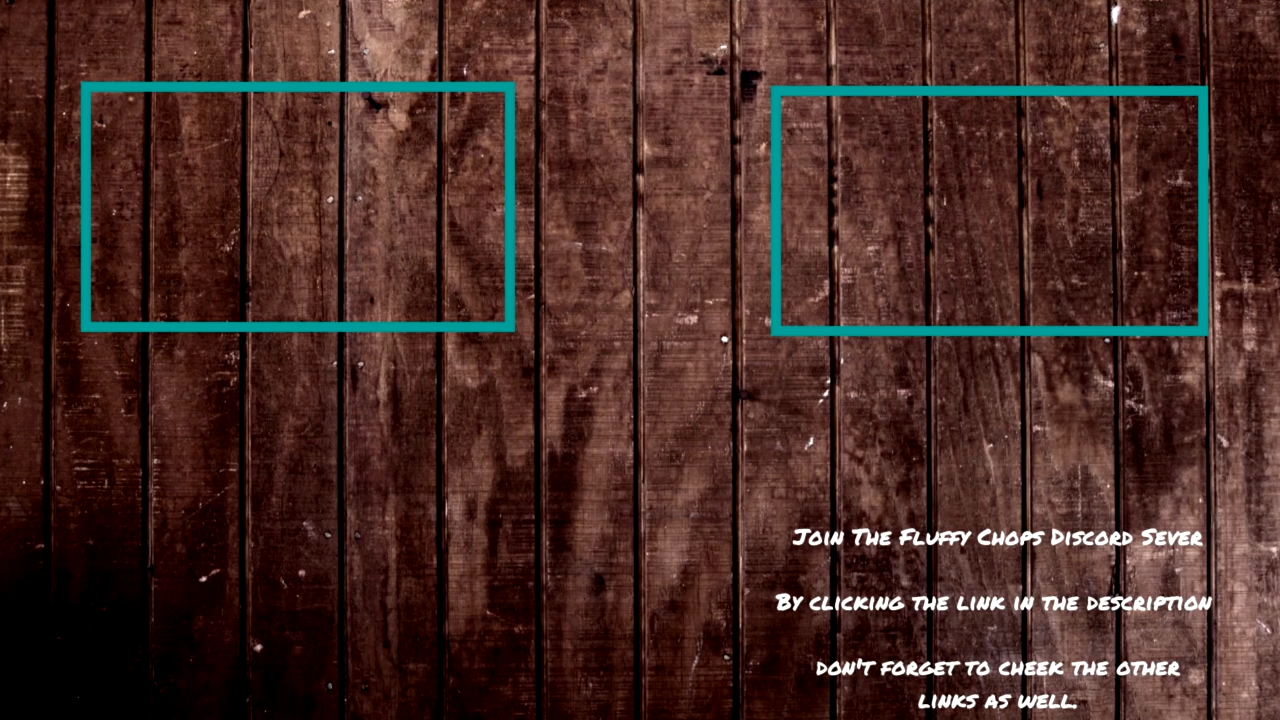 Join The Fluffy Chops Discord Sever
By clicking the link in the description
don't forget to cheek the other
links as well.